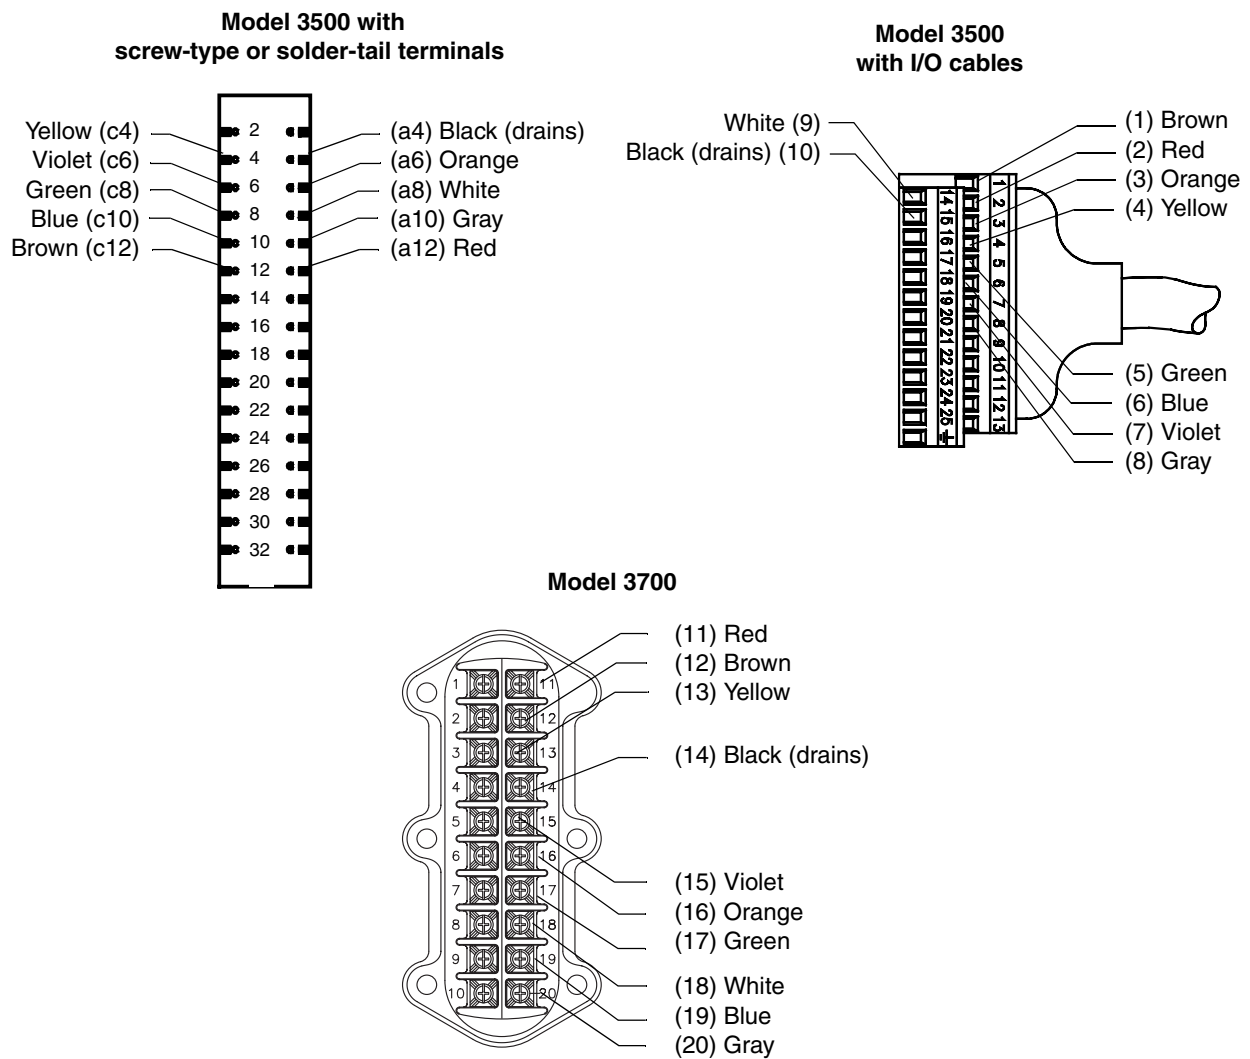 Model 3500 with
screw-type or solder-tail terminals
Yellow (c4)
Violet (c6)
Green (c8)
Blue (c10)
Brown (c12)
2
4
6
8
10
12
14
16
18
20
22
24
26
28
30
32
(a4) Black (drains)
(a6) Orange
(a8) White
(a10) Gray
(a12) Red
Model 3500
with I/O cables
White (9)
Black (drains) (10)
14 15 16 17 18 19 20 21 22 23 24 25
1 2 3 4 5 6 7 8 9 10 11 12 13
(1) Brown
(2) Red
(3) Orange
(4) Yellow
(5) Green
(6) Blue
(7) Violet
(8) Gray
Model 3700
1 11
2 12
3 13
4 14
5 15
6 16
7 17
8 18
9 19
10 20
(11) Red
(12) Brown
(13) Yellow
(14) Black (drains)
(15) Violet
(16) Orange
(17) Green
(18) White
(19) Blue
(20) Gray